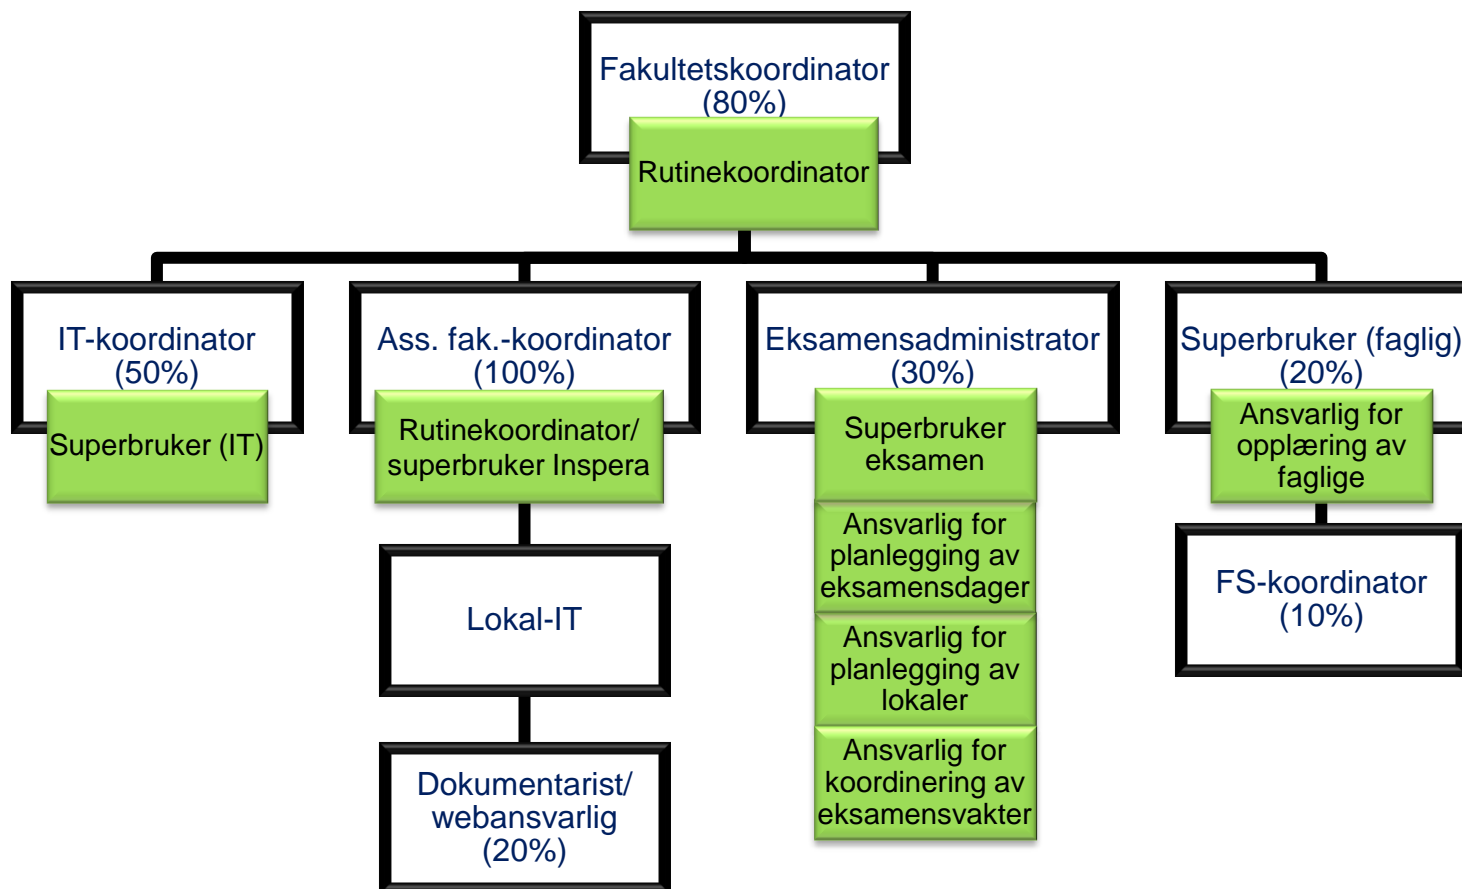 Fakultetskoordinator
(80%)
Rutinekoordinator
IT-koordinator
(50%)
Superbruker (IT)
Ass. fak.-koordinator
(100%)
Rutinekoordinator/
superbruker Inspera
Lokal-IT
Dokumentarist/
webansvarlig
(20%)
Eksamensadministrator
(30%)
Superbruker
eksamen
Ansvarlig for
planlegging av
eksamensdager
Ansvarlig for
planlegging av
lokaler
Ansvarlig for
koordinering av
eksamensvakter
Superbruker (faglig)
(20%)
Ansvarlig for
opplæring av
faglige
FS-koordinator
(10%)